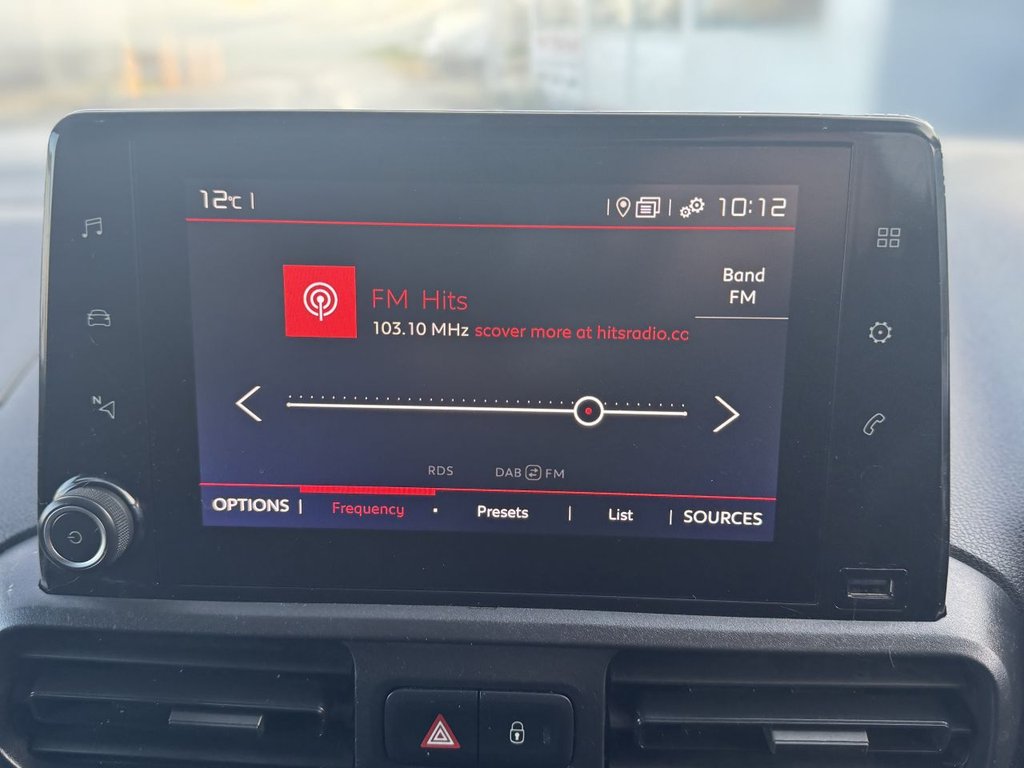 12°C
10:12
Band
FM
FM Hits
103.10 MHz scover more at hitsradio.cc
N
RDS DAB FM
OPTIONS Frequency Presets List SOURCES